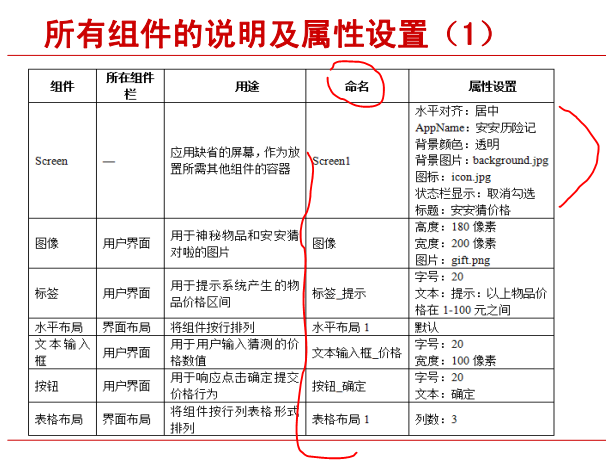 所有组件的说明及属性设置（1）
组件 所在组件栏 用途 命名 属性设置
Screen — 应用缺省的屏幕，作为放置所需其他组件的容器 Screen1
水平对齐：居中
AppName：安安历险记
背景颜色：透明
背景图片：background.jpg
图标：icon.jpg
状态栏显示：取消勾选
标题：安安猜价格
图像 用户界面 用于神秘物品和安安猜对啦的图片 图像
高度：180 像素
宽度：200 像素
图片：gift.png
标签 用户界面 用于提示系统产生的物品价格区间 标签_提示
字号：20
文本：提示：以上物品价
格在 1-100 元之间
水平布局 界面布局 将组件按行排列 水平布局 1 默认
文本输入框 用户界面 用于用户输入猜测的价格数值 文本输入框_价格
字号：20
宽度：100 像素
按钮 用户界面 用于响应点击确定提交价格行为 按钮_确定
字号：20
文本：确定
表格布局 界面布局 将组件按行列表格形式排列 表格布局 1 列数：3